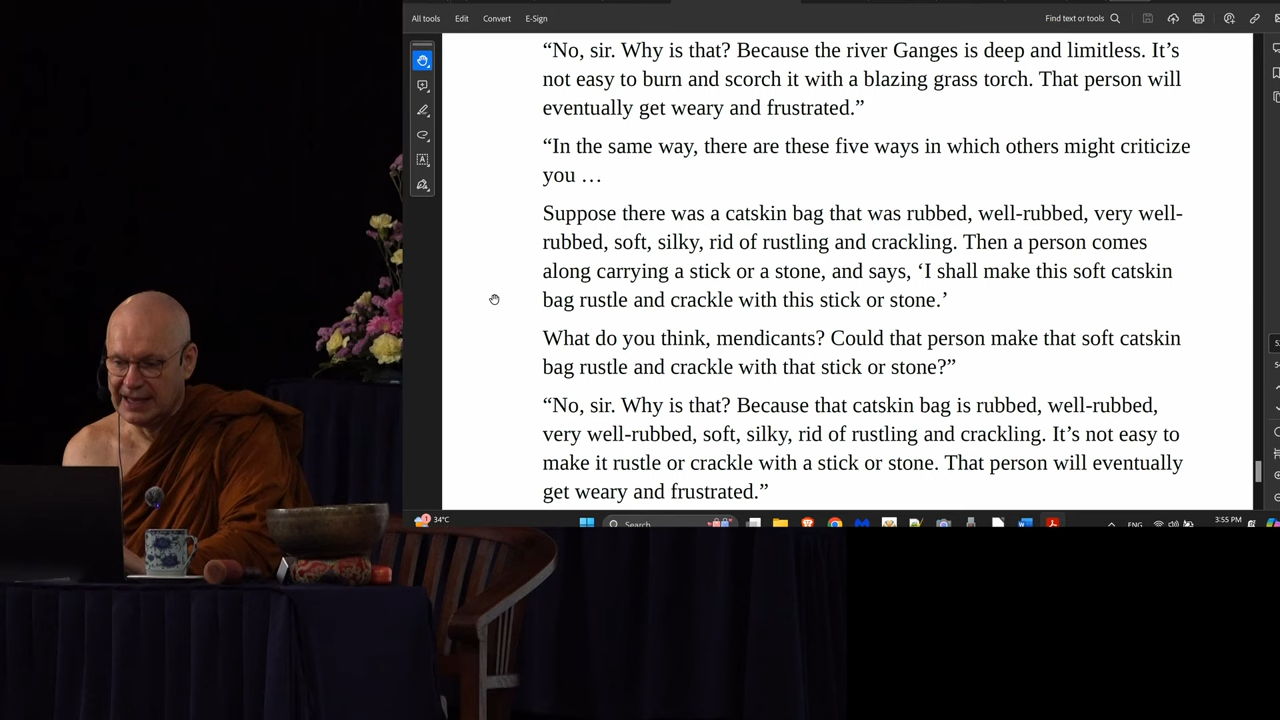 All tools Edit Convert E-Sign Find text or tools
“No, sir. Why is that? Because the river Ganges is deep and limitless. It’s
not easy to burn and scorch it with a blazing grass torch. That person will
eventually get weary and frustrated.”
“In the same way, there are these five ways in which others might criticize
you …
Suppose there was a catskin bag that was rubbed, well-rubbed, very well-
rubbed, soft, silky, rid of rustling and crackling. Then a person comes
along carrying a stick or a stone, and says, ‘I shall make this soft catskin
bag rustle and crackle with this stick or stone.’
What do you think, mendicants? Could that person make that soft catskin
bag rustle and crackle with that stick or stone?”
“No, sir. Why is that? Because that catskin bag is rubbed, well-rubbed,
very well-rubbed, soft, silky, rid of rustling and crackling. It’s not easy to
make it rustle or crackle with a stick or stone. That person will eventually
get weary and frustrated.”
1 34°C Search ENG 3:55 PM